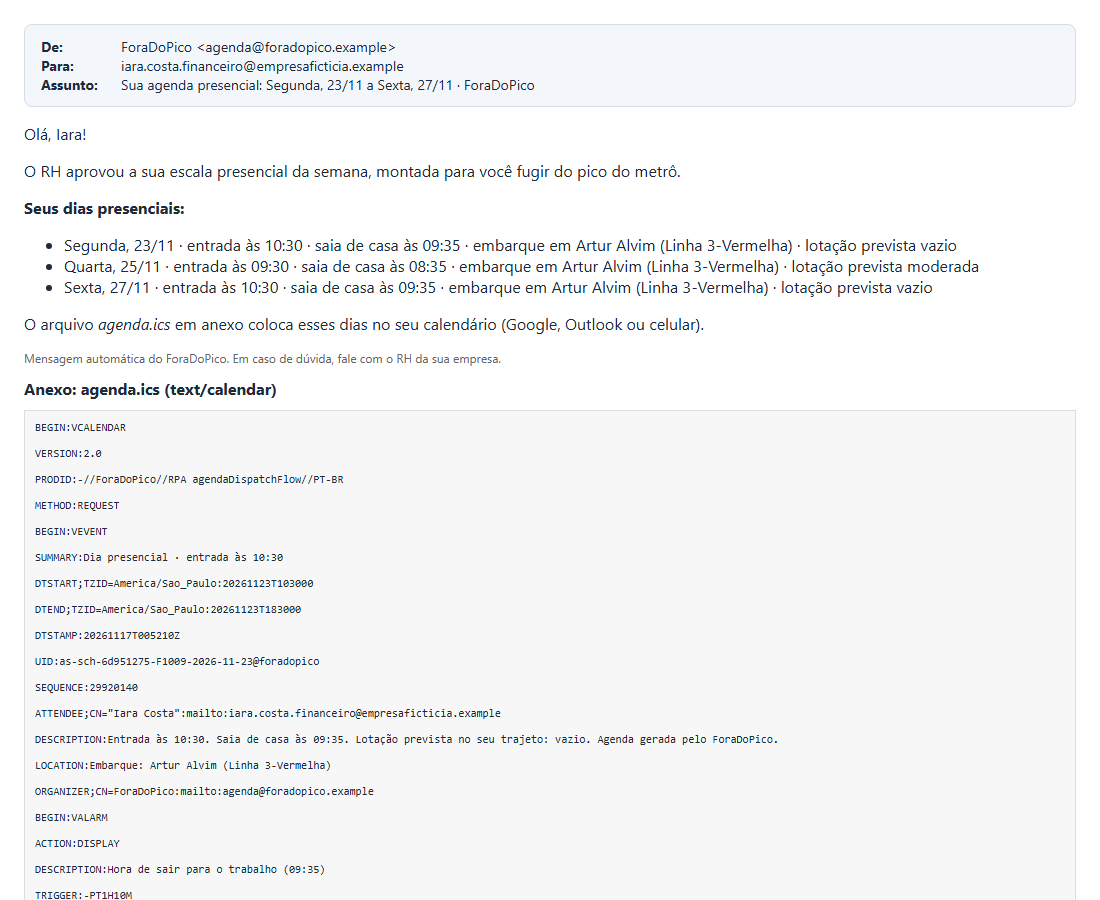 De: ForaDoPico <agenda@foradopico.example>
Para: iara.costa.financeiro@empresaficticia.example
Assunto: Sua agenda presencial: Segunda, 23/11 a Sexta, 27/11 · ForaDoPico
Olá, Iara!
O RH aprovou a sua escala presencial da semana, montada para você fugir do pico do metrô.
Seus dias presenciais:
• Segunda, 23/11 · entrada às 10:30 · saia de casa às 09:35 · embarque em Artur Alvim (Linha 3-Vermelha) · lotação prevista vazio
• Quarta, 25/11 · entrada às 09:30 · saia de casa às 08:35 · embarque em Artur Alvim (Linha 3-Vermelha) · lotação prevista moderada
• Sexta, 27/11 · entrada às 10:30 · saia de casa às 09:35 · embarque em Artur Alvim (Linha 3-Vermelha) · lotação prevista vazio
O arquivo agenda.ics em anexo coloca esses dias no seu calendário (Google, Outlook ou celular).
Mensagem automática do ForaDoPico. Em caso de dúvida, fale com o RH da sua empresa.
Anexo: agenda.ics (text/calendar)
BEGIN:VCALENDAR
VERSION:2.0
PRODID:-//ForaDoPico//RPA agendaDispatchFlow//PT-BR
METHOD:REQUEST
BEGIN:VEVENT
SUMMARY:Dia presencial · entrada às 10:30
DTSTART;TZID=America/Sao_Paulo:20261123T103000
DTEND;TZID=America/Sao_Paulo:20261123T183000
DTSTAMP:20261117T005210Z
UID:as-sch-6d951275-F1009-2026-11-23@foradopico
SEQUENCE:29920140
ATTENDEE;CN="Iara Costa":mailto:iara.costa.financeiro@empresaficticia.example
DESCRIPTION:Entrada às 10:30. Saia de casa às 09:35. Lotação prevista no seu trajeto: vazio. Agenda gerada pelo ForaDoPico.
LOCATION:Embarque: Artur Alvim (Linha 3-Vermelha)
ORGANIZER;CN=ForaDoPico:mailto:agenda@foradopico.example
BEGIN:VALARM
ACTION:DISPLAY
DESCRIPTION:Hora de sair para o trabalho (09:35)
TRIGGER:-PT1H10M